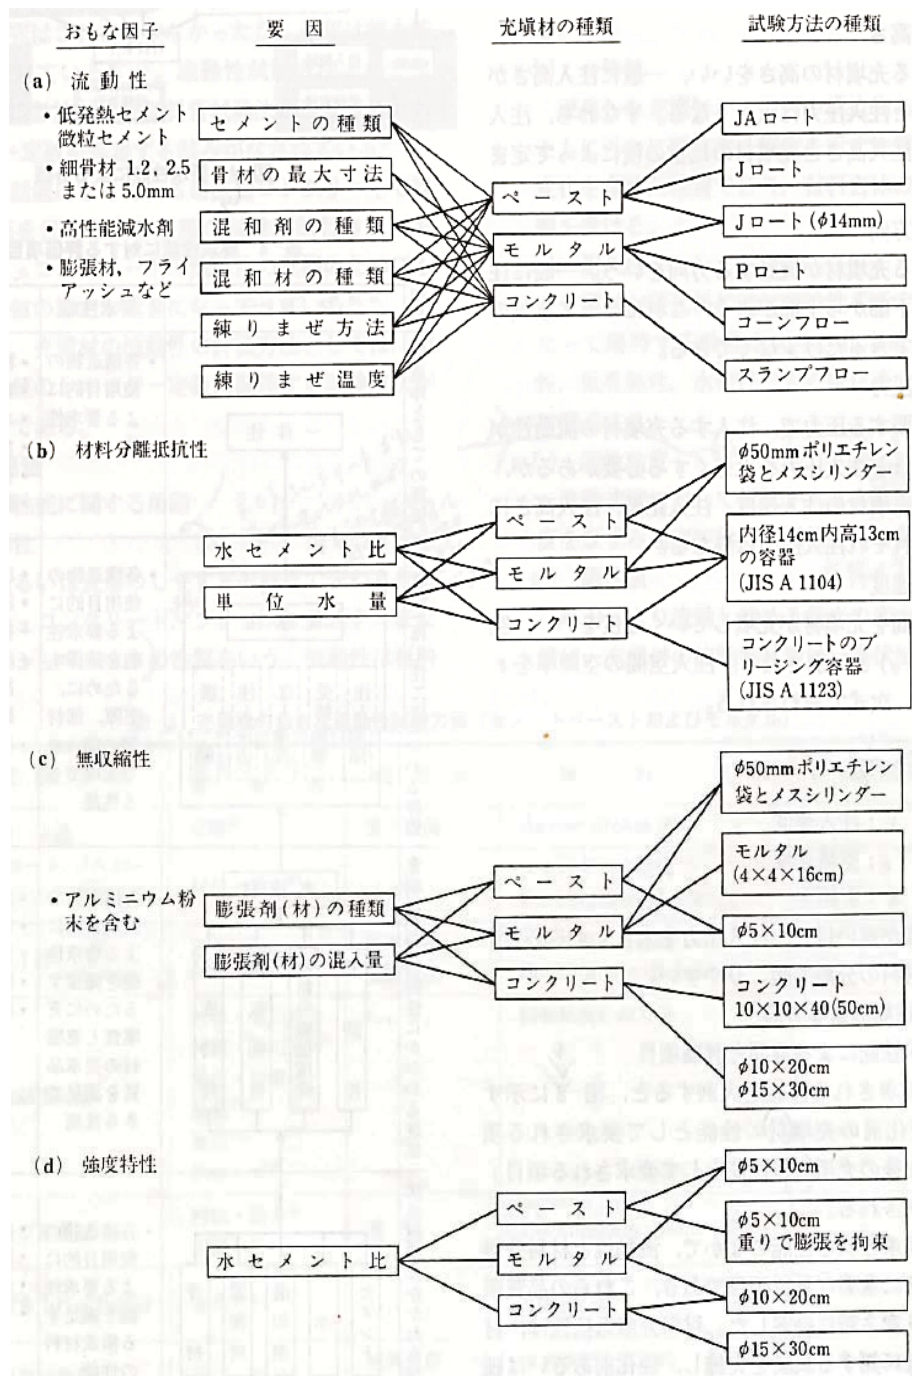 おもな因子
要因
充塡材の種類
試験方法の種類
(a) 流動性
・低発熱セメント
微粒セメント
・細骨材 1.2, 2.5
または 5.0mm
・高性能減水剤
・膨張材，フライ
アッシュなど
セメントの種類
骨材の最大寸法
混和剤の種類
混和材の種類
練りまぜ方法
練りまぜ温度
ペースト
モルタル
コンクリート
JAロート
Jロート
Jロート(φ14mm)
Pロート
コーンフロー
スランプフロー
(b) 材料分離抵抗性
水セメント比
単位水量
ペースト
モルタル
コンクリート
φ50mmポリエチレン
袋とメスシリンダー
内径14cm内高13cm
の容器
(JIS A 1104)
コンクリートのブ
リージング容器
(JIS A 1123)
(c) 無収縮性
・アルミニウム粉
末を含む
膨張剤(材)の種類
膨張剤(材)の混入量
ペースト
モルタル
コンクリート
φ50mmポリエチレン
袋とメスシリンダー
モルタル
(4×4×16cm)
φ5×10cm
コンクリート
10×10×40(50cm)
φ10×20cm
φ15×30cm
(d) 強度特性
水セメント比
ペースト
モルタル
コンクリート
φ5×10cm
φ5×10cm
重りで膨張を拘束
φ10×20cm
φ15×30cm